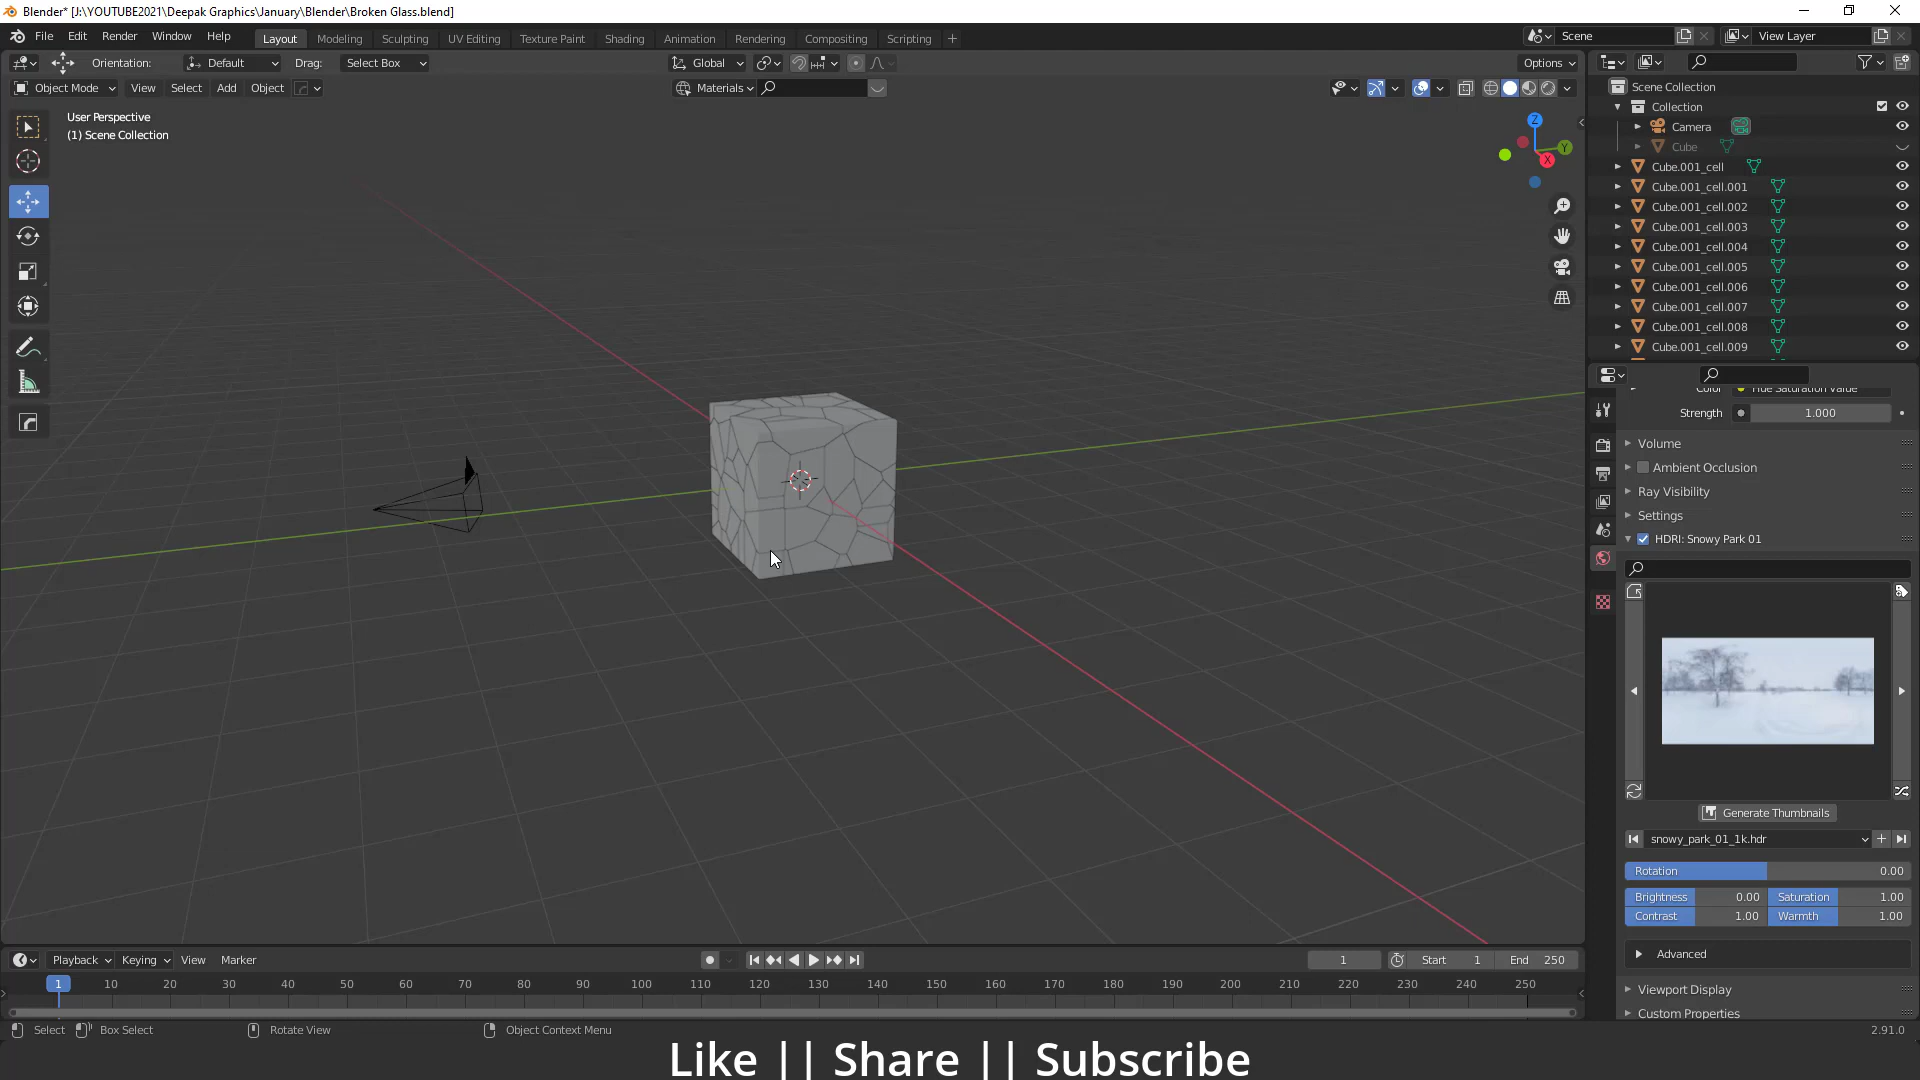 Blender* [J:\YOUTUBE2021\Deepak Graphics\January\Blender\Broken Glass.blend]
File Edit Render Window Help Layout Modeling Sculpting UV Editing Texture Paint Shading Animation Rendering Compositing Scripting + Scene View Layer
Orientation: Default Drag: Select Box Global Options
Object Mode View Select Add Object Materials
User Perspective
(1) Scene Collection
Z
Y
X
Scene Collection
Collection
Camera
Cube
Cube.001_cell
Cube.001_cell.001
Cube.001_cell.002
Cube.001_cell.003
Cube.001_cell.004
Cube.001_cell.005
Cube.001_cell.006
Cube.001_cell.007
Cube.001_cell.008
Cube.001_cell.009
Color Hue Saturation Value
Strength 1.000
Volume
Ambient Occlusion
Ray Visibility
Settings
HDRI: Snowy Park 01
Generate Thumbnails
snowy_park_01_1k.hdr
Rotation 0.00
Brightness 0.00 Saturation 1.00
Contrast 1.00 Warmth 1.00
Advanced
Viewport Display
Custom Properties
Playback Keying View Marker 1 Start 1 End 250
1 10 20 30 40 50 60 70 80 90 100 110 120 130 140 150 160 170 180 190 200 210 220 230 240 250
Select Box Select Rotate View Object Context Menu 2.91.0
Like || Share || Subscribe